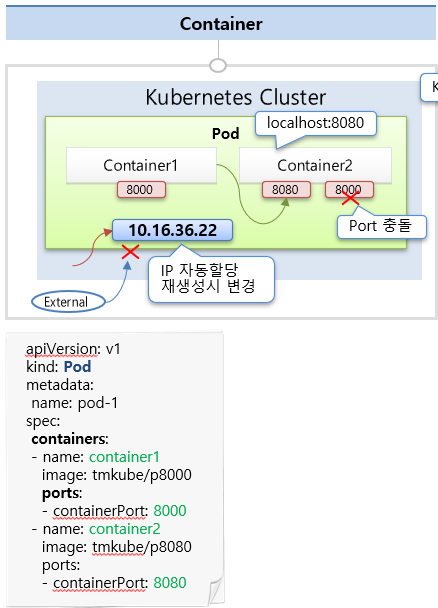 Container
K
Kubernetes Cluster
localhost:8080
Pod
Container1
Container2
8000
8080
8000
Port 충돌
10.16.36.22
IP 자동할당
재생성시 변경
External
apiVersion: v1
kind: Pod
metadata:
name: pod-1
spec:
containers:
- name: container1
image: tmkube/p8000
ports:
- containerPort: 8000
- name: container2
image: tmkube/p8080
ports:
- containerPort: 8080